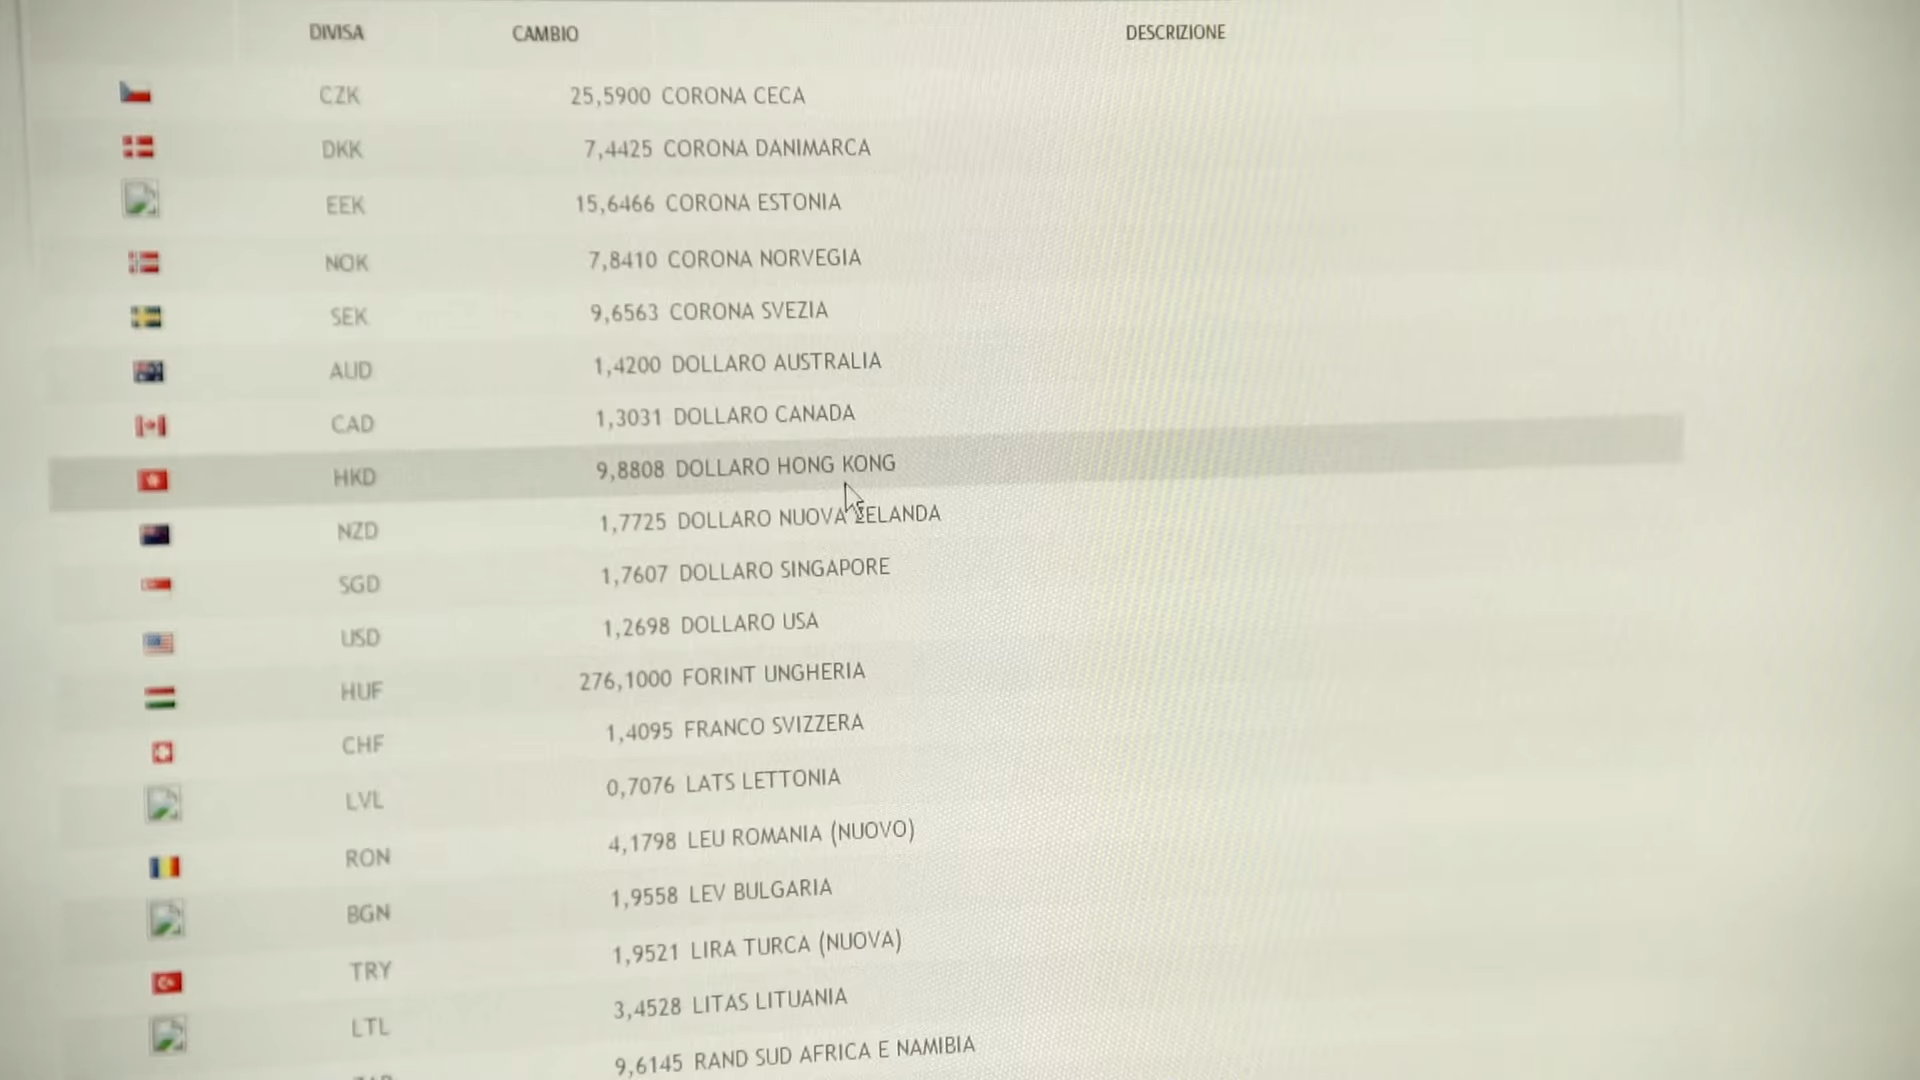 DIVISA CAMBIO DESCRIZIONE
CZK 25,5900 CORONA CECA
DKK 7,4425 CORONA DANIMARCA
EEK 15,6466 CORONA ESTONIA
NOK 7,8410 CORONA NORVEGIA
SEK 9,6563 CORONA SVEZIA
AUD 1,4200 DOLLARO AUSTRALIA
CAD 1,3031 DOLLARO CANADA
HKD 9,8808 DOLLARO HONG KONG
NZD 1,7725 DOLLARO NUOVA ZELANDA
SGD 1,7607 DOLLARO SINGAPORE
USD 1,2698 DOLLARO USA
HUF 276,1000 FORINT UNGHERIA
CHF 1,4095 FRANCO SVIZZERA
LVL 0,7076 LATS LETTONIA
RON 4,1798 LEU ROMANIA (NUOVO)
BGN 1,9558 LEV BULGARIA
TRY 1,9521 LIRA TURCA (NUOVA)
LTL 3,4528 LITAS LITUANIA
9,6145 RAND SUD AFRICA E NAMIBIA